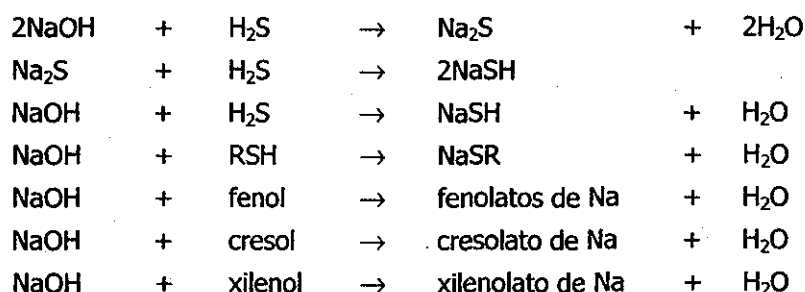 2NaOH + H₂S → Na₂S + 2H₂O
Na₂S + H₂S → 2NaSH
NaOH + H₂S → NaSH + H₂O
NaOH + RSH → NaSR + H₂O
NaOH + fenol → fenolatos de Na + H₂O
NaOH + cresol → cresolato de Na + H₂O
NaOH + xilenol → xilenolato de Na + H₂O